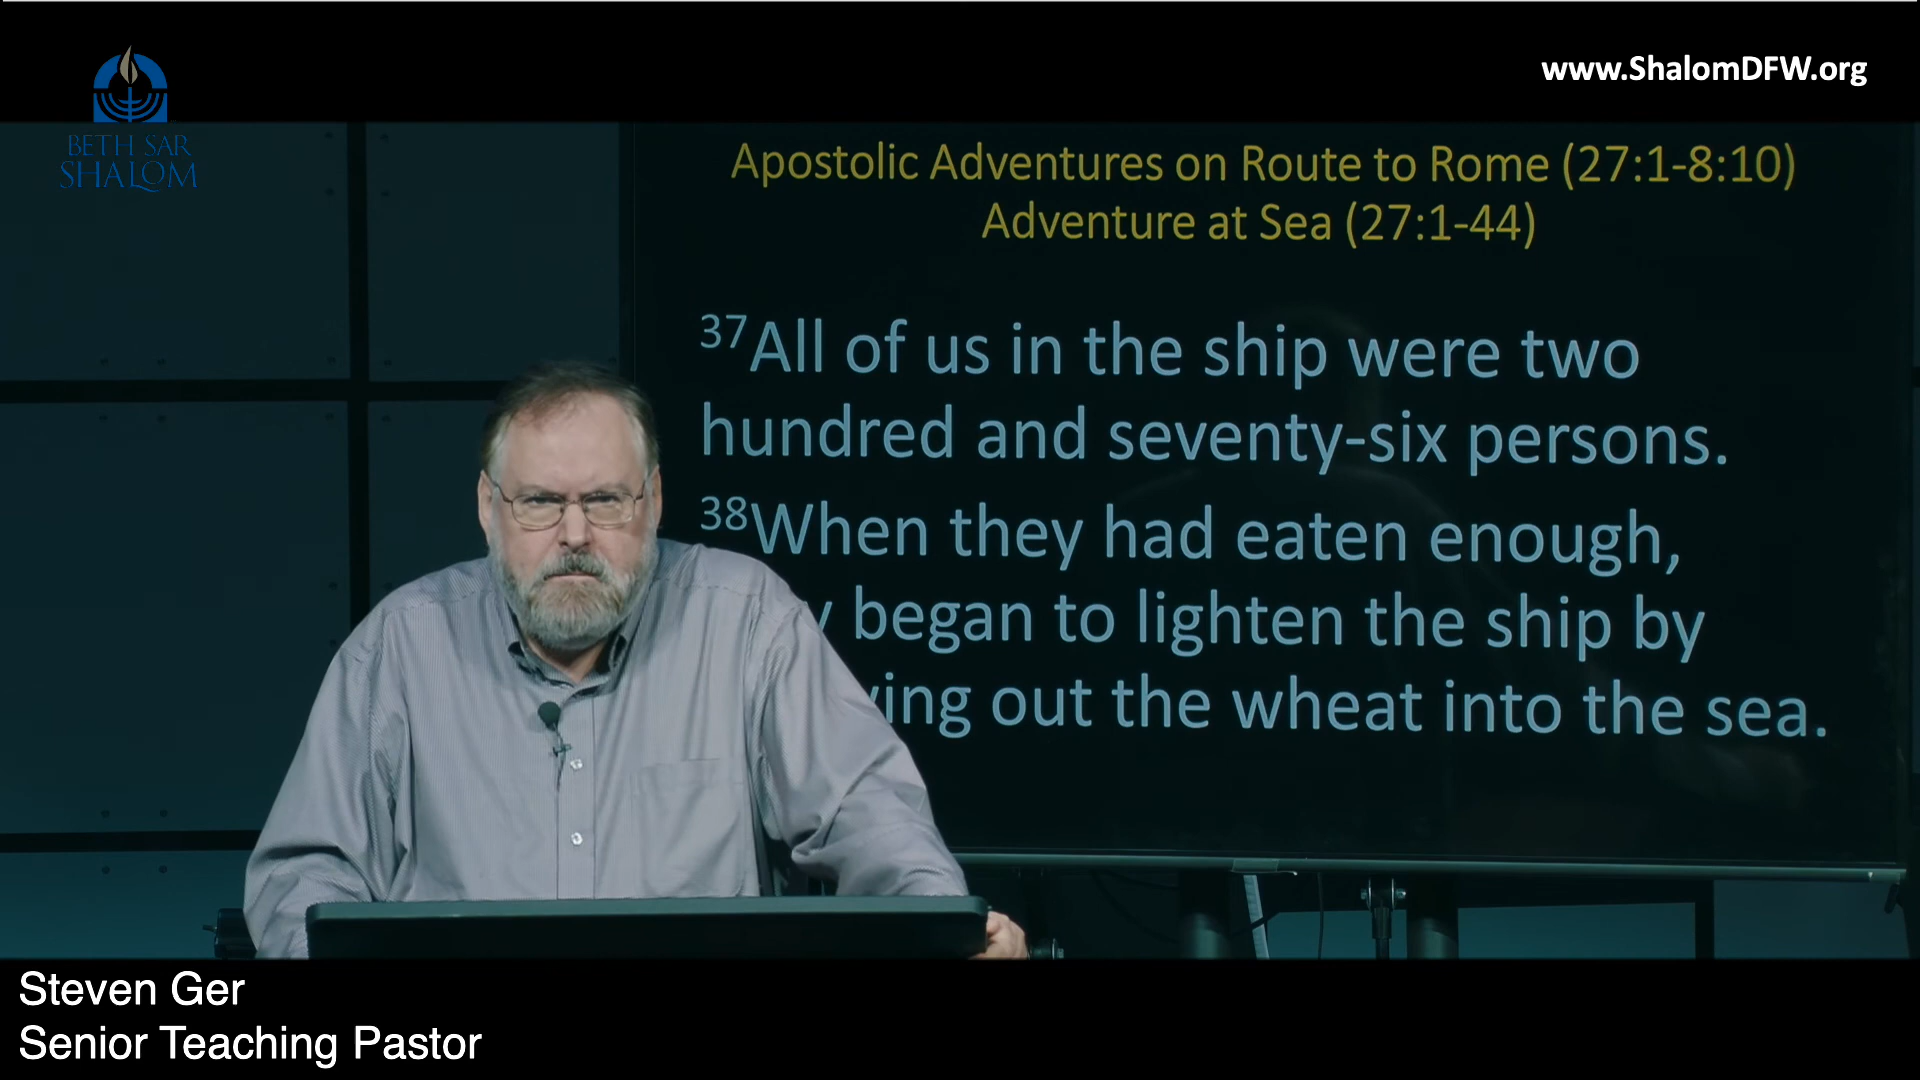 BETH SAR
SHALOM
www.ShalomDFW.org
Apostolic Adventures on Route to Rome (27:1-8:10)
Adventure at Sea (27:1-44)
37All of us in the ship were two
hundred and seventy-six persons.
38When they had eaten enough,
y began to lighten the ship by
ing out the wheat into the sea.
Steven Ger
Senior Teaching Pastor